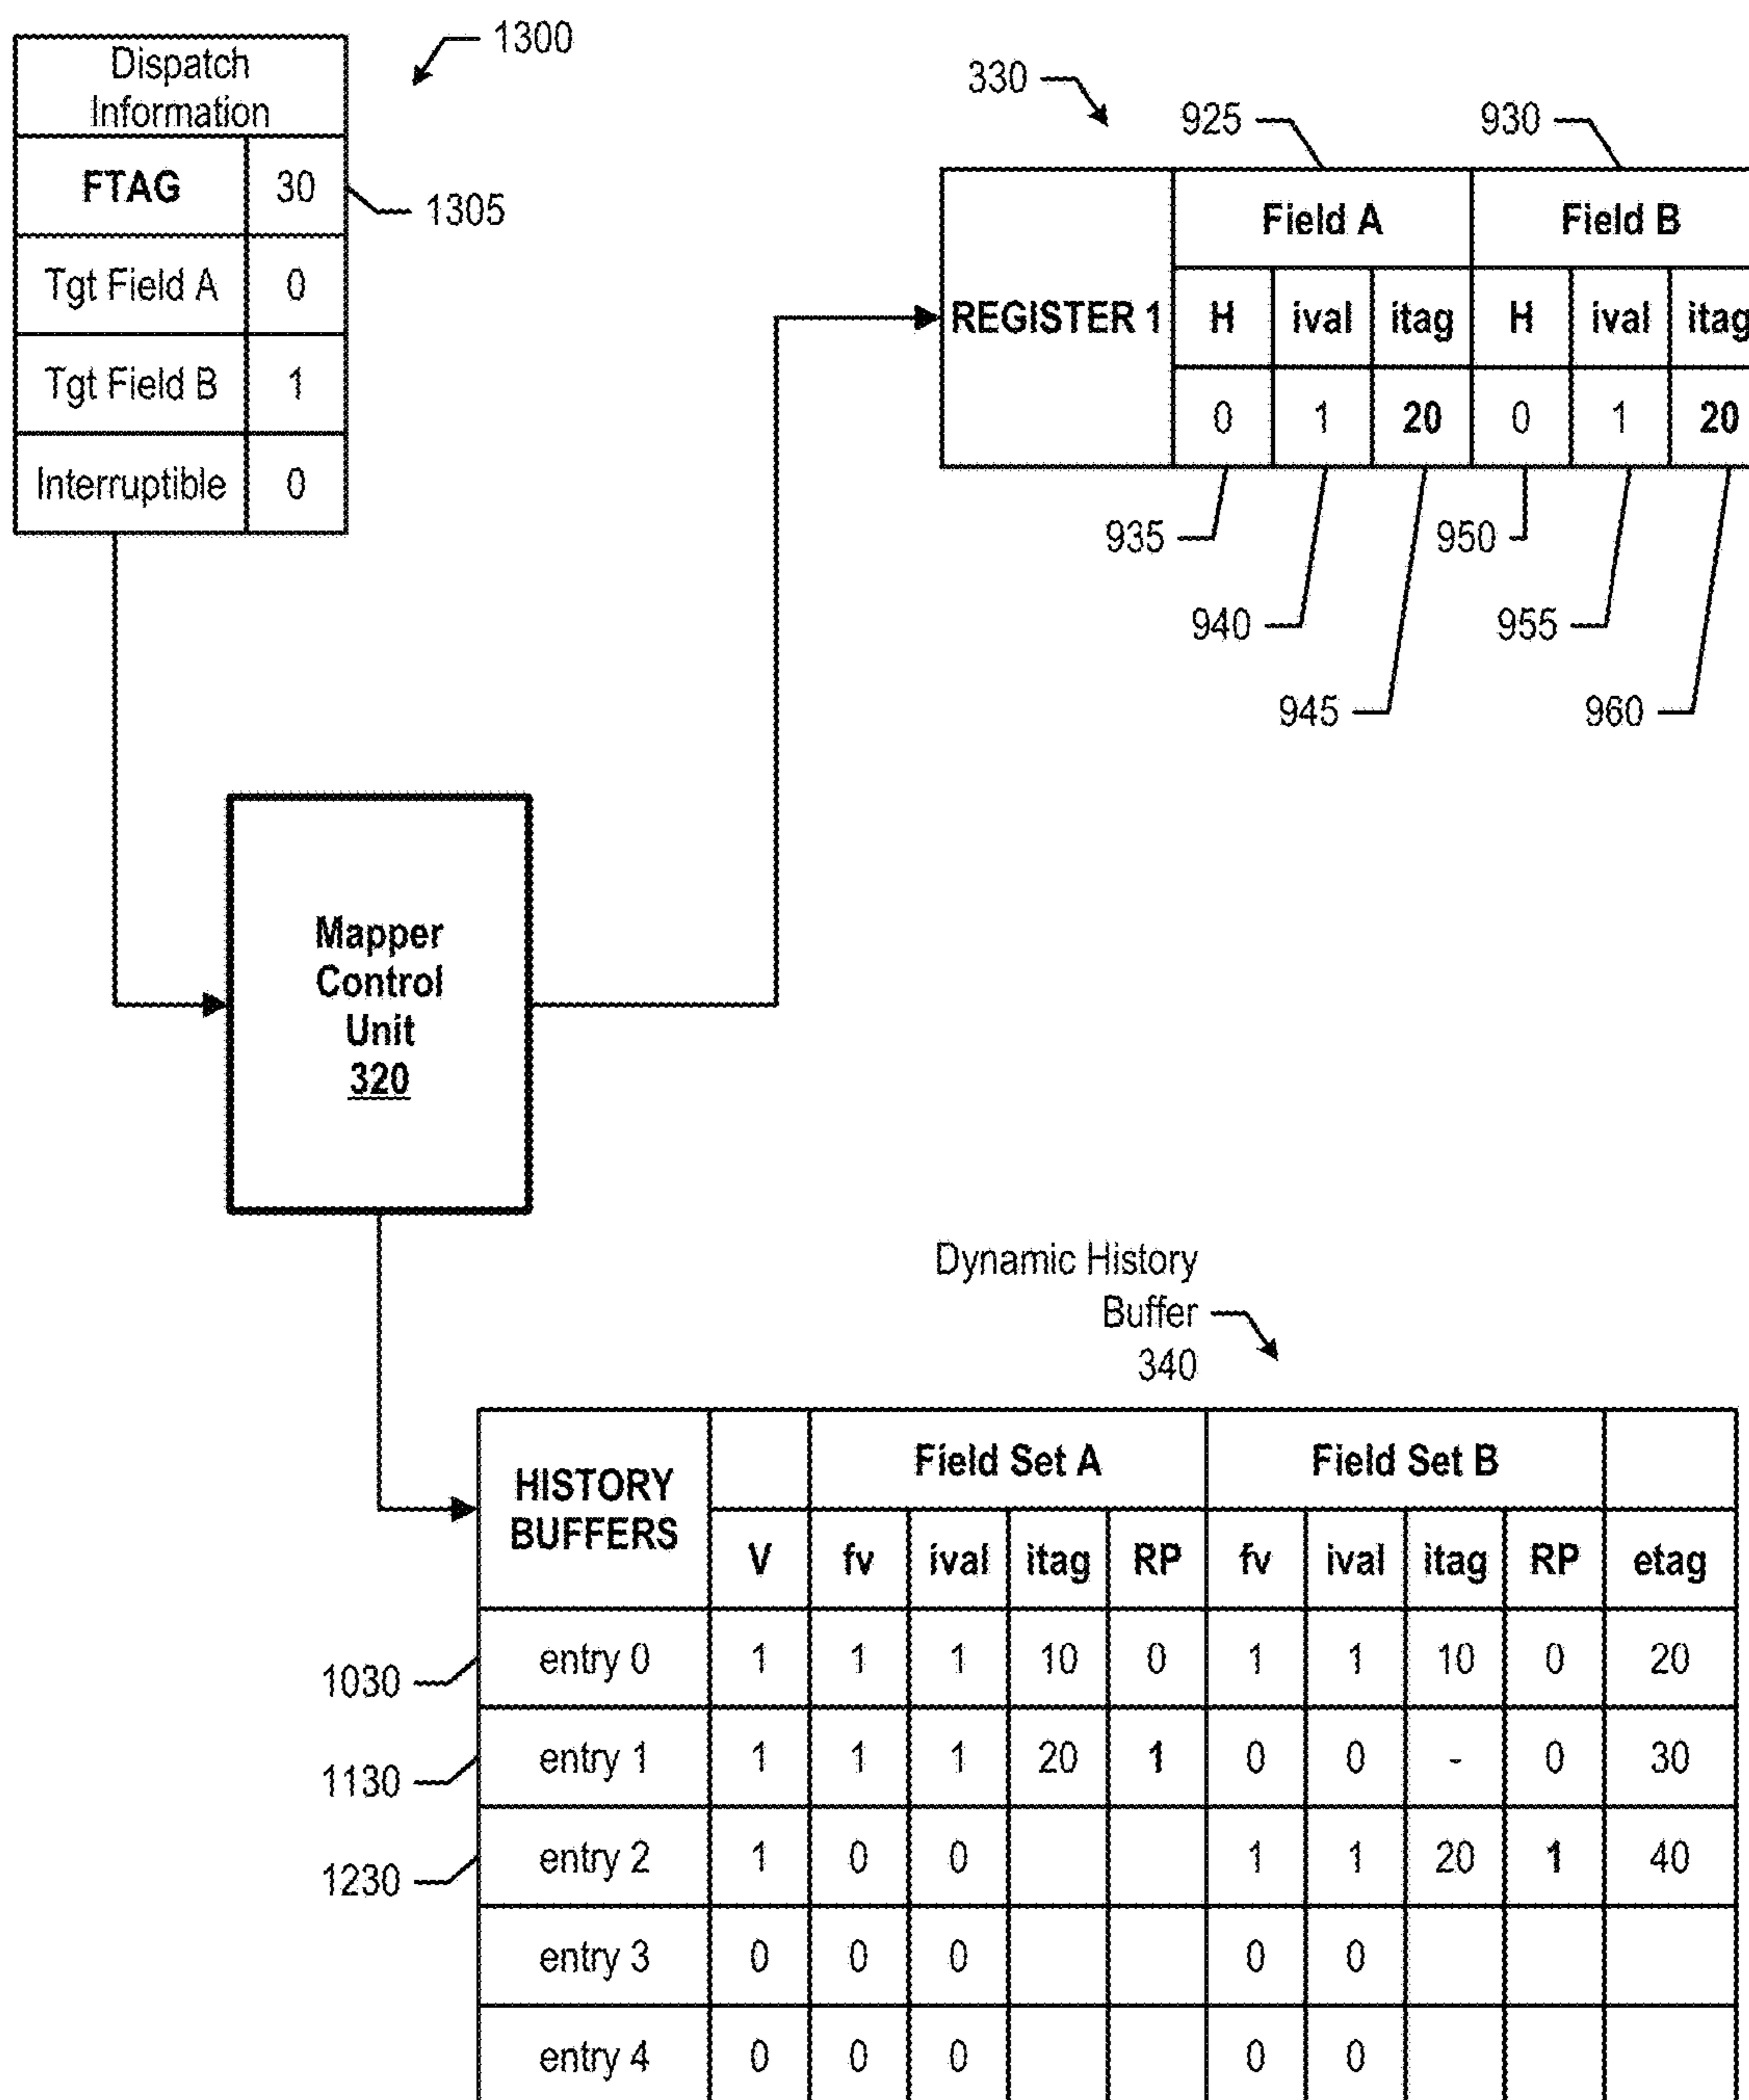 1300
Dispatch
Information
FTAG 30
1305
Tgt Field A 0
Tgt Field B 1
Interruptible 0
330
925
930
Field A Field B
REGISTER 1 H ival itag H ival itag
0 1 20 0 1 20
935
950
940
955
945
960
Mapper
Control
Unit
320
Dynamic History
Buffer
340
HISTORY
BUFFERS
Field Set A Field Set B
V fv ival itag RP fv ival itag RP etag
1030
entry 0 1 1 1 10 0 1 1 10 0 20
1130
entry 1 1 1 1 20 1 0 0 - 0 30
1230
entry 2 1 0 0 1 1 20 1 40
entry 3 0 0 0 0 0
entry 4 0 0 0 0 0